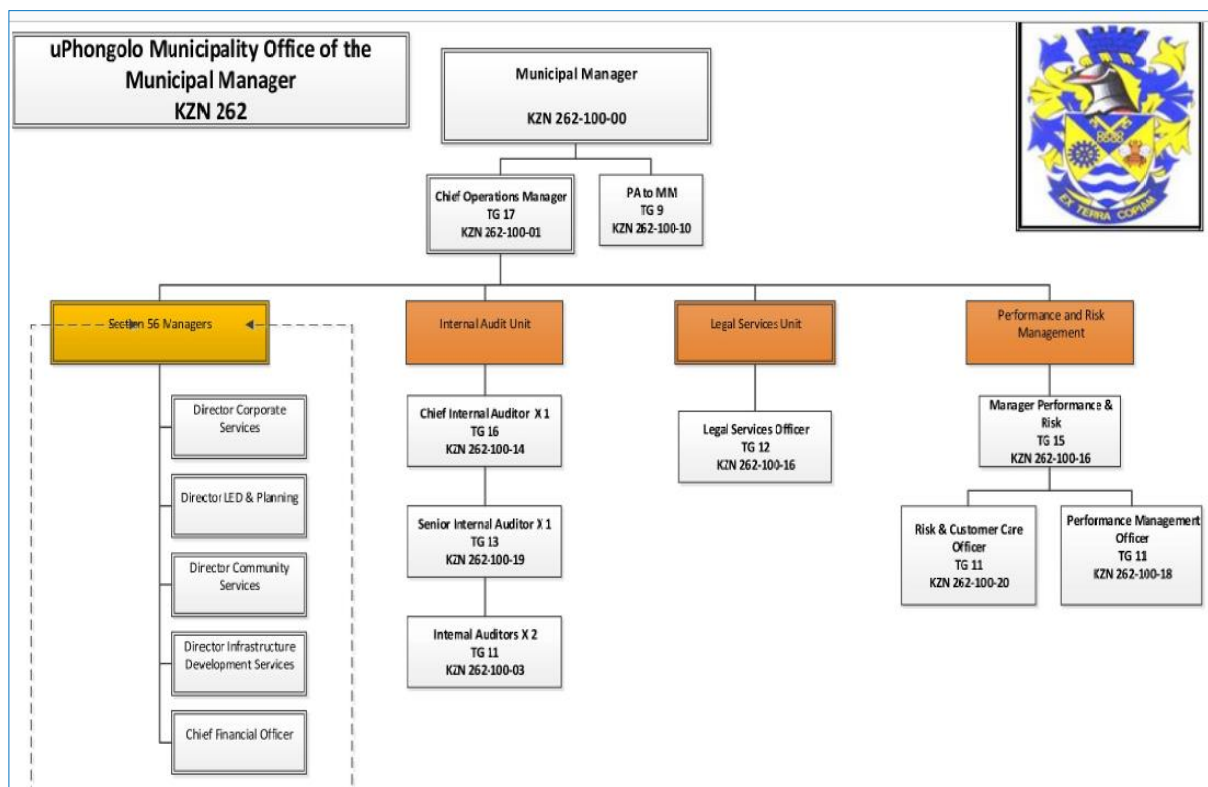 uPhongolo Municipality Office of the
Municipal Manager
KZN 262
Municipal Manager
KZN 262-100-00
Chief Operations Manager
TG 17
KZN 262-100-01
PA to MM
TG 9
KZN 262-100-10
EX TERRA COPIAM
Section 56 Managers
Internal Audit Unit
Legal Services Unit
Performance and Risk
Management
Director Corporate
Services
Director LED & Planning
Director Community
Services
Director Infrastructure
Development Services
Chief Financial Officer
Chief Internal Auditor X 1
TG 16
KZN 262-100-14
Senior Internal Auditor X 1
TG 13
KZN 262-100-19
Internal Auditors X 2
TG 11
KZN 262-100-03
Legal Services Officer
TG 12
KZN 262-100-16
Manager Performance &
Risk
TG 15
KZN 262-100-16
Risk & Customer Care
Officer
TG 11
KZN 262-100-20
Performance Management
Officer
TG 11
KZN 262-100-18